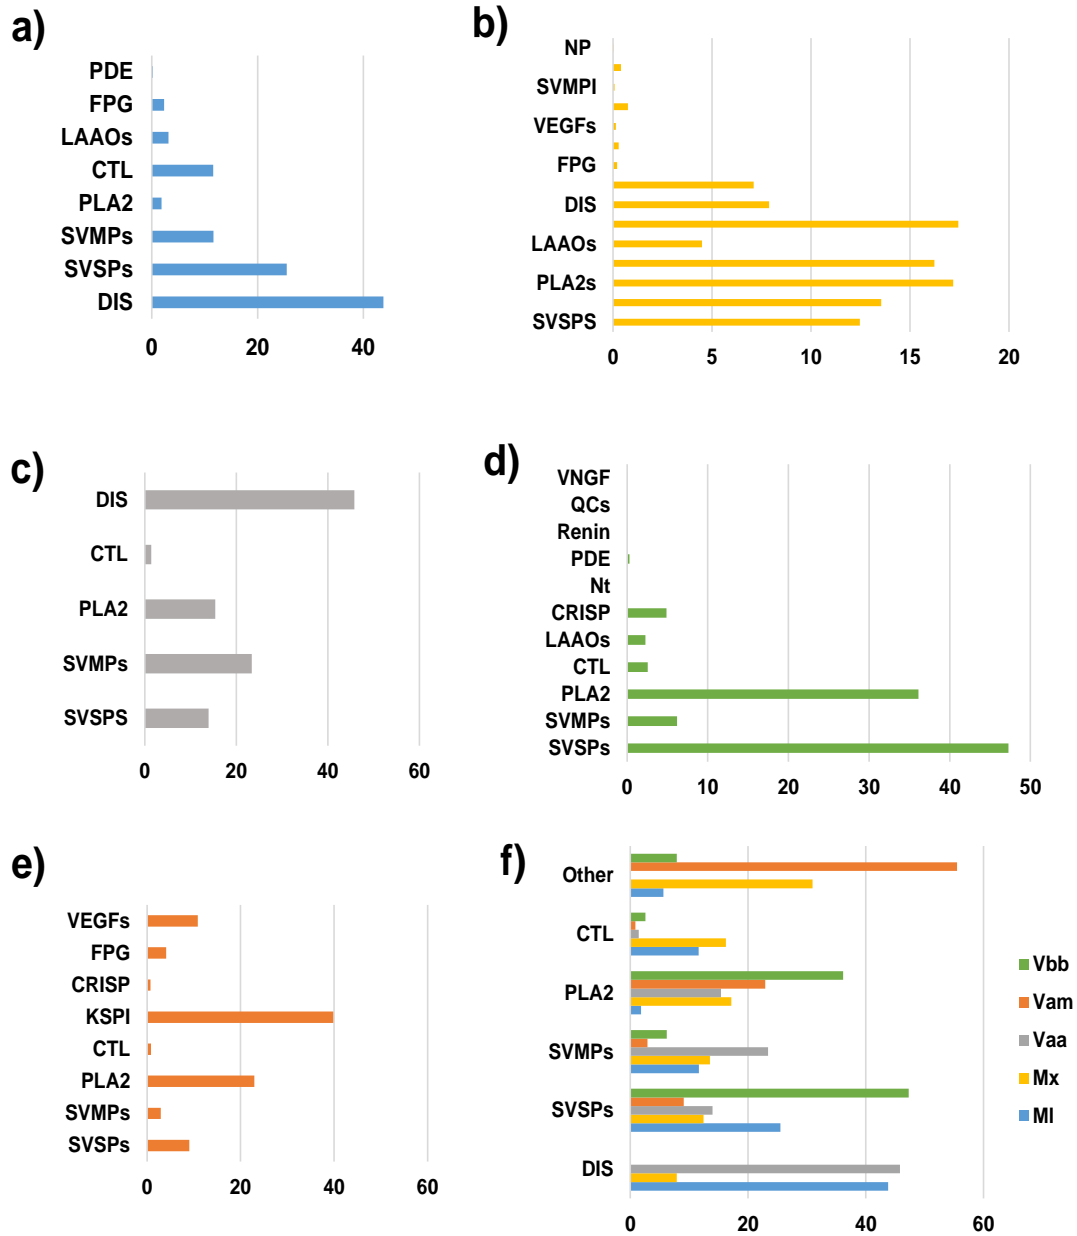 a)
PDE
FPG
LAAOs
CTL
PLA2
SVMPs
SVSPs
DIS
0 20 40
b)
NP
SVMPI
VEGFs
FPG
DIS
LAAOs
PLA2s
SVSPS
0 5 10 15 20
c)
DIS
CTL
PLA2
SVMPs
SVSPS
0 20 40 60
d)
VNGF
QCs
Renin
PDE
Nt
CRISP
LAAOs
CTL
PLA2
SVMPs
SVSPs
0 10 20 30 40 50
e)
VEGFs
FPG
CRISP
KSPI
CTL
PLA2
SVMPs
SVSPs
0 20 40 60
f)
Other
CTL
PLA2
SVMPs
SVSPs
DIS
0 20 40 60
Vbb
Vam
Vaa
Mx
Ml